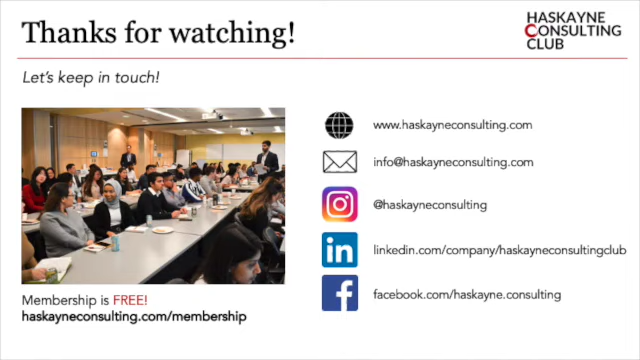 Thanks for watching!
HASKAYNE
CONSULTING
CLUB
Let's keep in touch!
www.haskayneconsulting.com
info@haskayneconsulting.com
@haskayneconsulting
in
linkedin.com/company/haskayneconsultingclub
f
facebook.com/haskayne.consulting
Membership is FREE!
haskayneconsulting.com/membership